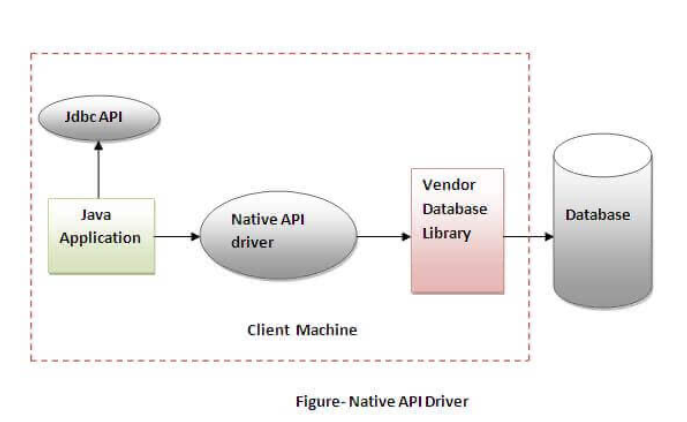 Jdbc API
Java
Application
Native API
driver
Vendor
Database
Library
Database
Client Machine
Figure- Native API Driver